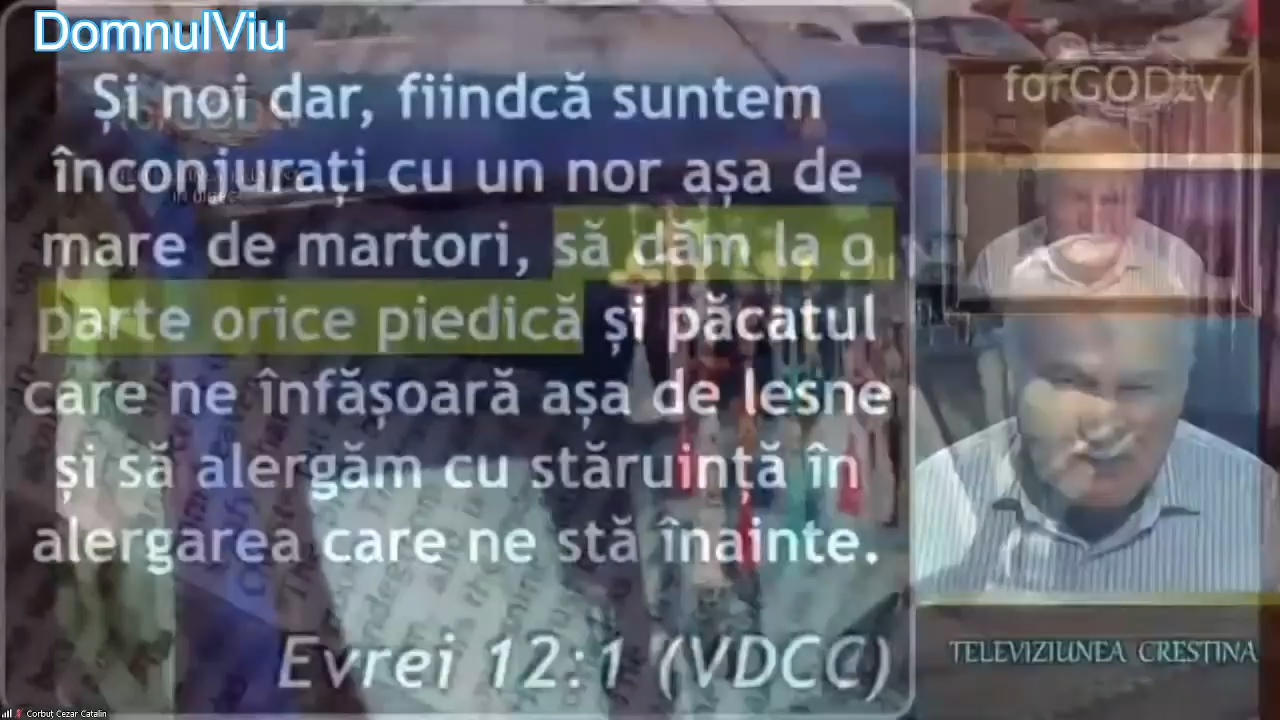 DomnulViu
Și noi dar, fiindcă suntem
înconjurați cu un nor așa de
mare de martori, să dăm la o
parte orice piedică și păcatul
care ne înfășoară așa de lesne
și să alergăm cu stăruință în
alergarea care ne stă înainte.
Evrei 12:1 (VDCC)
forGODtv
TELEVIZIUNEA CRESTINA
Corbuț Cezar Catalin